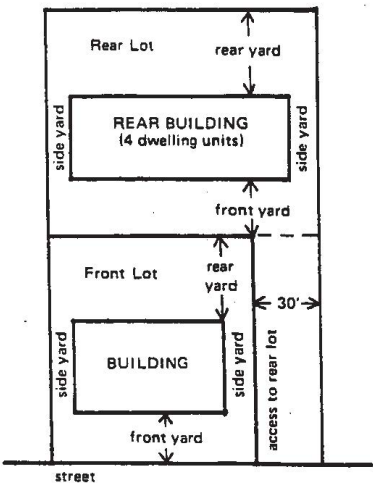 Rear Lot
rear yard
side yard
REAR BUILDING
(4 dwelling units)
side yard
front yard
Front Lot
rear
yard
30'
side yard
BUILDING
side yard
access to rear lot
front yard
street